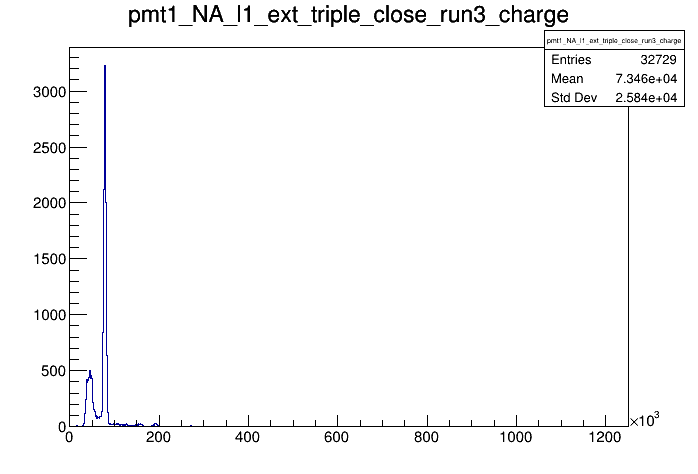 pmt1_NA_l1_ext_triple_close_run3_charge
pmt1_NA_l1_ext_triple_close_run3_charge
Entries 32729
Mean 7.346e+04
Std Dev 2.584e+04
3000
2500
2000
1500
1000
500
0
0 200 400 600 800 1000 1200
×10³